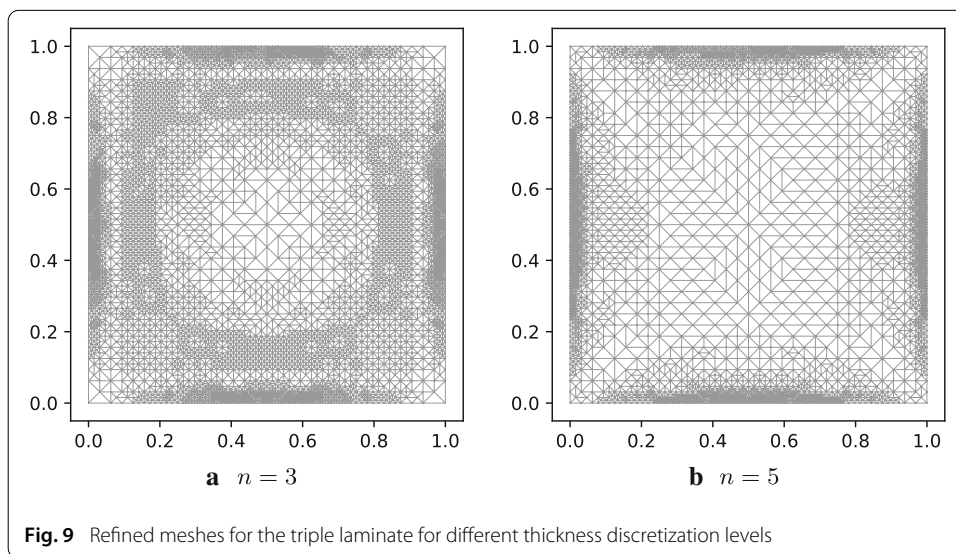 1.0
0.8
0.6
0.4
0.2
0.0
0.0 0.2 0.4 0.6 0.8 1.0
a n = 3
1.0
0.8
0.6
0.4
0.2
0.0
0.0 0.2 0.4 0.6 0.8 1.0
b n = 5
Fig. 9 Refined meshes for the triple laminate for different thickness discretization levels